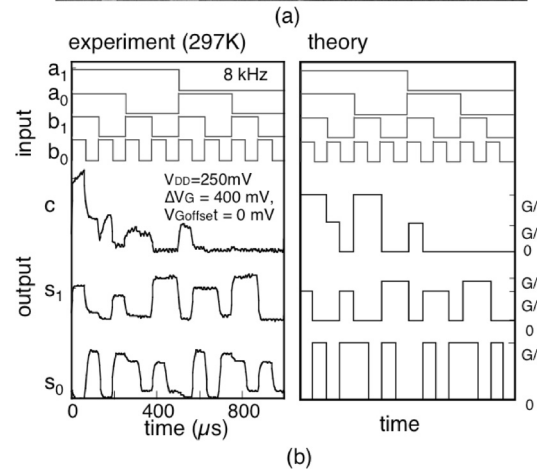 (a)
experiment (297K)
theory
a1
8 kHz
a0
b1
b0
input
VDD=250mV
ΔVG = 400 mV,
VGoffset = 0 mV
c
G/
G/
0
s1
G/
G/
0
output
s0
G/
0
0
400
800
time (μs)
time
(b)